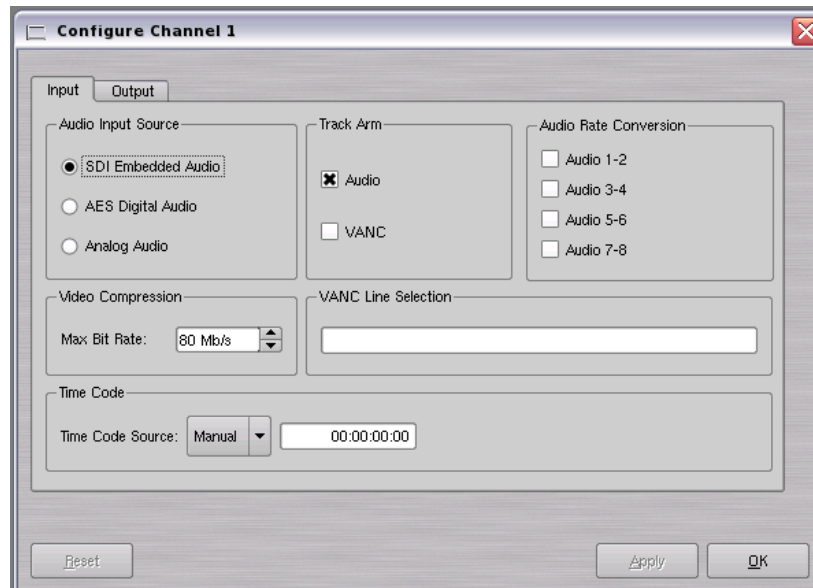 Configure Channel 1
Input
Output
Audio Input Source
SDI Embedded Audio
AES Digital Audio
Analog Audio
Track Arm
Audio
VANC
Audio Rate Conversion
Audio 1-2
Audio 3-4
Audio 5-6
Audio 7-8
Video Compression
Max Bit Rate: 80 Mb/s
VANC Line Selection
Time Code
Time Code Source: Manual 00:00:00:00
Reset
Apply
OK